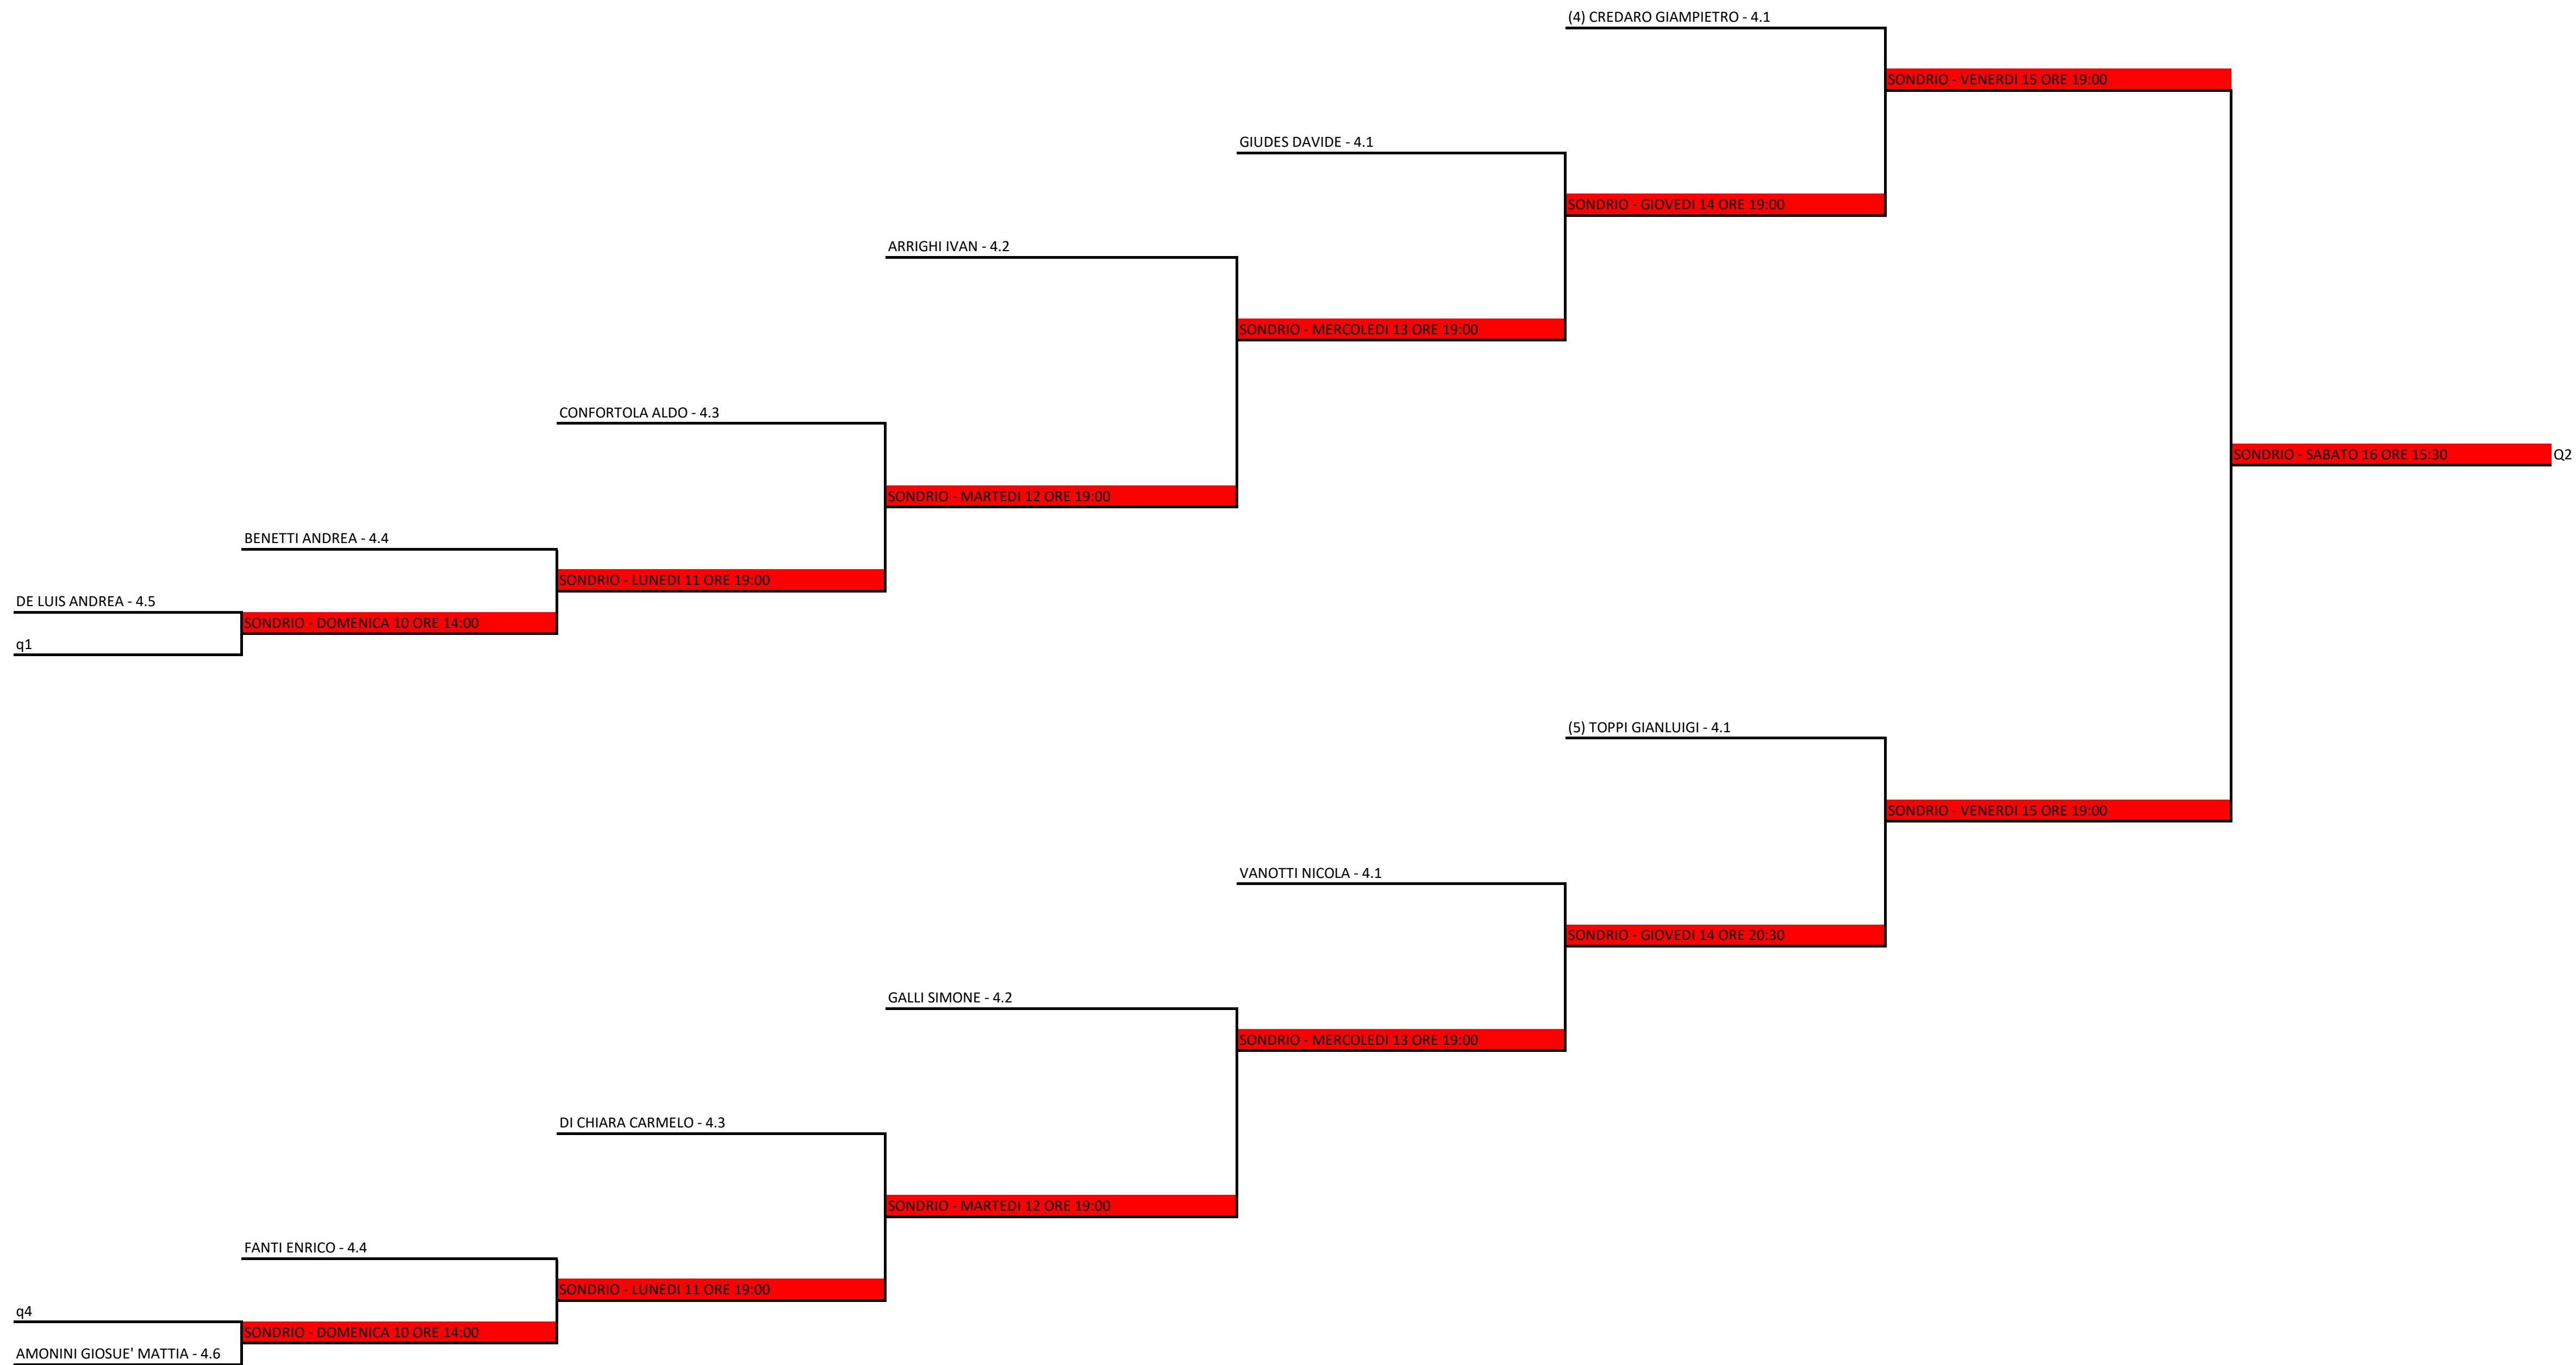 (4) CREDARO GIAMPIETRO - 4.1
SONDRIO - VENERDI 15 ORE 19:00
GIUDES DAVIDE - 4.1
SONDRIO - GIOVEDI 14 ORE 19:00
ARRIGHI IVAN - 4.2
SONDRIO - MERCOLEDI 13 ORE 19:00
CONFORTOLA ALDO - 4.3
SONDRIO - SABATO 16 ORE 15:30
Q2
SONDRIO - MARTEDI 12 ORE 19:00
BENETTI ANDREA - 4.4
SONDRIO - LUNEDI 11 ORE 19:00
DE LUIS ANDREA - 4.5
SONDRIO - DOMENICA 10 ORE 14:00
q1
(5) TOPPI GIANLUIGI - 4.1
SONDRIO - VENERDI 15 ORE 19:00
VANOTTI NICOLA - 4.1
SONDRIO - GIOVEDI 14 ORE 20:30
GALLI SIMONE - 4.2
SONDRIO - MERCOLEDI 13 ORE 19:00
DI CHIARA CARMELO - 4.3
SONDRIO - MARTEDI 12 ORE 19:00
FANTI ENRICO - 4.4
SONDRIO - LUNEDI 11 ORE 19:00
q4
SONDRIO - DOMENICA 10 ORE 14:00
AMONINI GIOSUE' MATTIA - 4.6